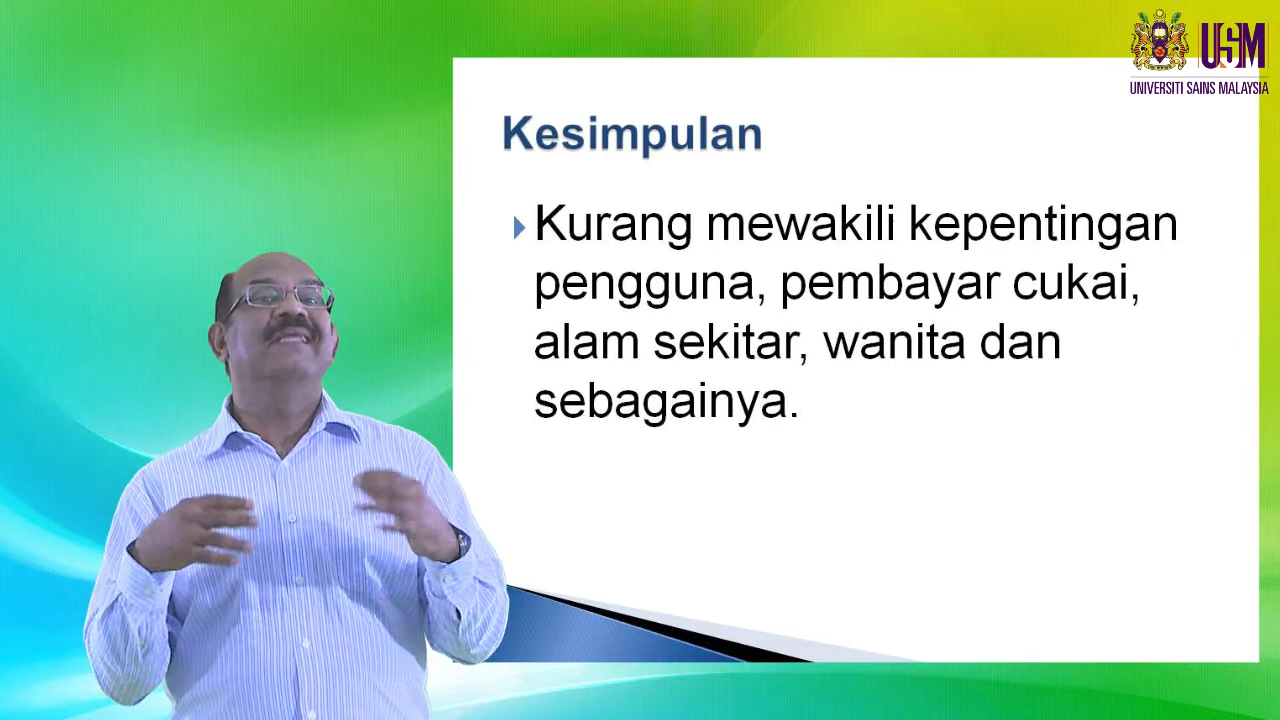 USM
UNIVERSITI SAINS MALAYSIA
Kesimpulan
Kurang mewakili kepentingan
pengguna, pembayar cukai,
alam sekitar, wanita dan
sebagainya.